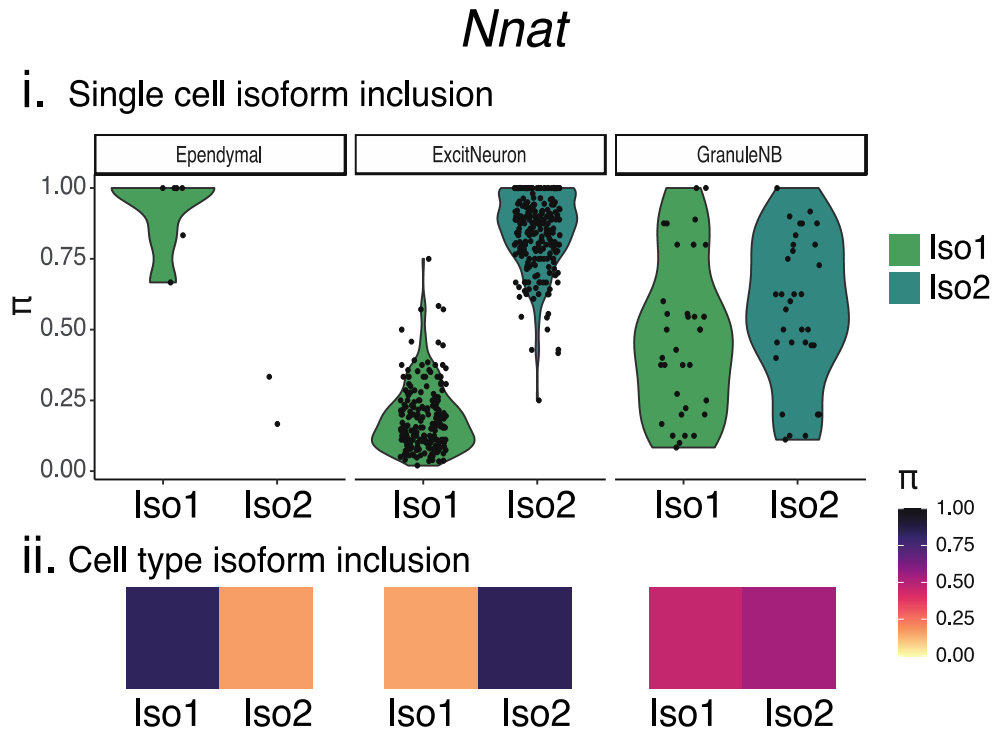 Nnat
i. Single cell isoform inclusion
Ependymal ExcitNeuron GranuleNB
1.00
0.75
0.50
0.25
0.00
π
Iso1 Iso2 Iso1 Iso2 Iso1 Iso2
Iso1
Iso2
ii. Cell type isoform inclusion
Iso1 Iso2 Iso1 Iso2 Iso1 Iso2
π
1.00
0.75
0.50
0.25
0.00